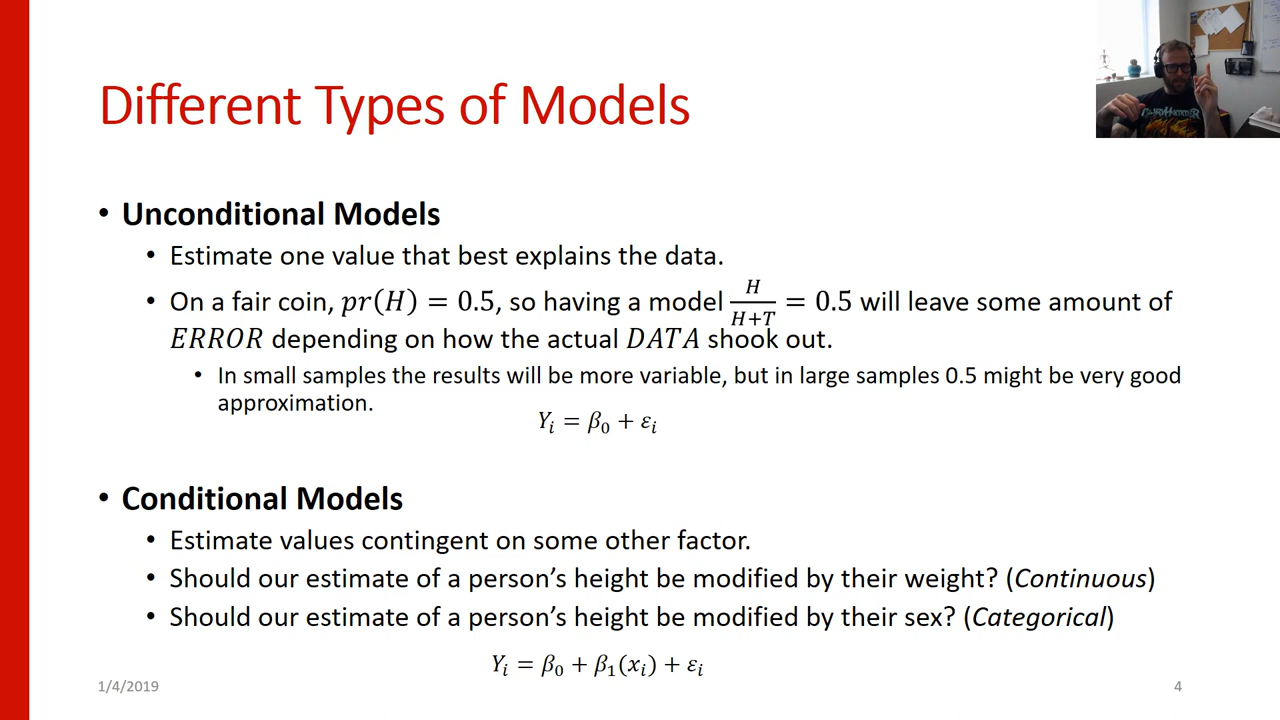 Different Types of Models
• Unconditional Models
• Estimate one value that best explains the data.
• On a fair coin, pr(H) = 0.5, so having a model H/(H+T) = 0.5 will leave some amount of
ERROR depending on how the actual DATA shook out.
• In small samples the results will be more variable, but in large samples 0.5 might be very good
approximation.
Yᵢ = β₀ + εᵢ
• Conditional Models
• Estimate values contingent on some other factor.
• Should our estimate of a person’s height be modified by their weight? (Continuous)
• Should our estimate of a person’s height be modified by their sex? (Categorical)
Yᵢ = β₀ + β₁(xᵢ) + εᵢ
1/4/2019
4